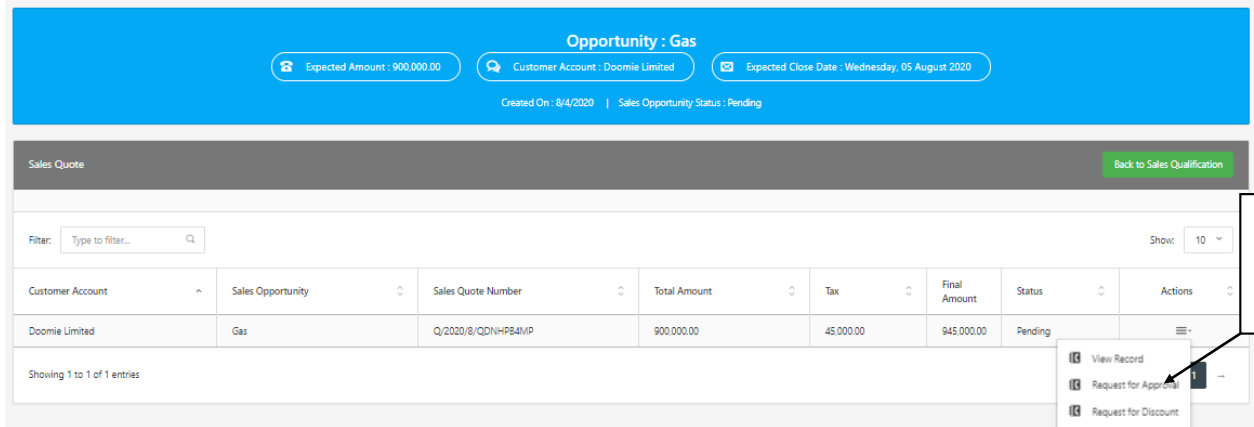 Opportunity : Gas
Expected Amount : 900,000.00
Customer Account : Doomie Limited
Expected Close Date : Wednesday, 05 August 2020
Created On : 8/4/2020 | Sales Opportunity Status : Pending
Sales Quote
Back to Sales Qualification
Filter: Type to filter...
Show: 10
Customer Account Sales Opportunity Sales Quote Number Total Amount Tax Final Amount Status Actions
Doomie Limited Gas Q/2020/8/QDNHPB4MP 900,000.00 45,000.00 945,000.00 Pending
View Record
Showing 1 to 1 of 1 entries
1 →
Request for Approval
Request for Discount